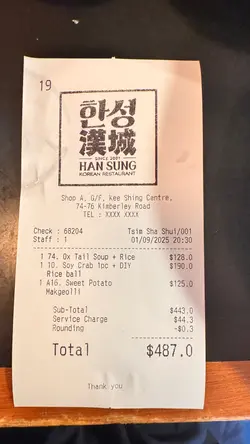 19
한성
漢城
SINCE 2001
HAN SUNG
KOREAN RESTAURANT
Shop A, G/F, Kee Shing Centre,
74-76 Kimberley Road
TEL : XXXX XXXX
Check : 68204 Tsim Sha Shui/001
Staff : 1 01/09/2025 20:30
1 74. Ox Tail Soup + Rice $128.0
1 10. Soy Crab 1pc + DIY $190.0
Rice ball
1 A16. Sweet Potato $125.0
Makgeolli
Sub-Total $443.0
Service Charge $44.3
Rounding -$0.3
Total $487.0
Thank you